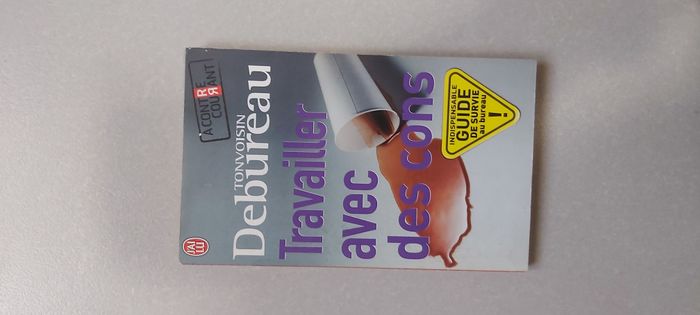 À CONTRE
COURANT
TONVOISIN
Debureau
Travailler
avec
des cons
INDISPENSABLE
GUIDE
DE SURVIE
au bureau
!
J'AI
LU